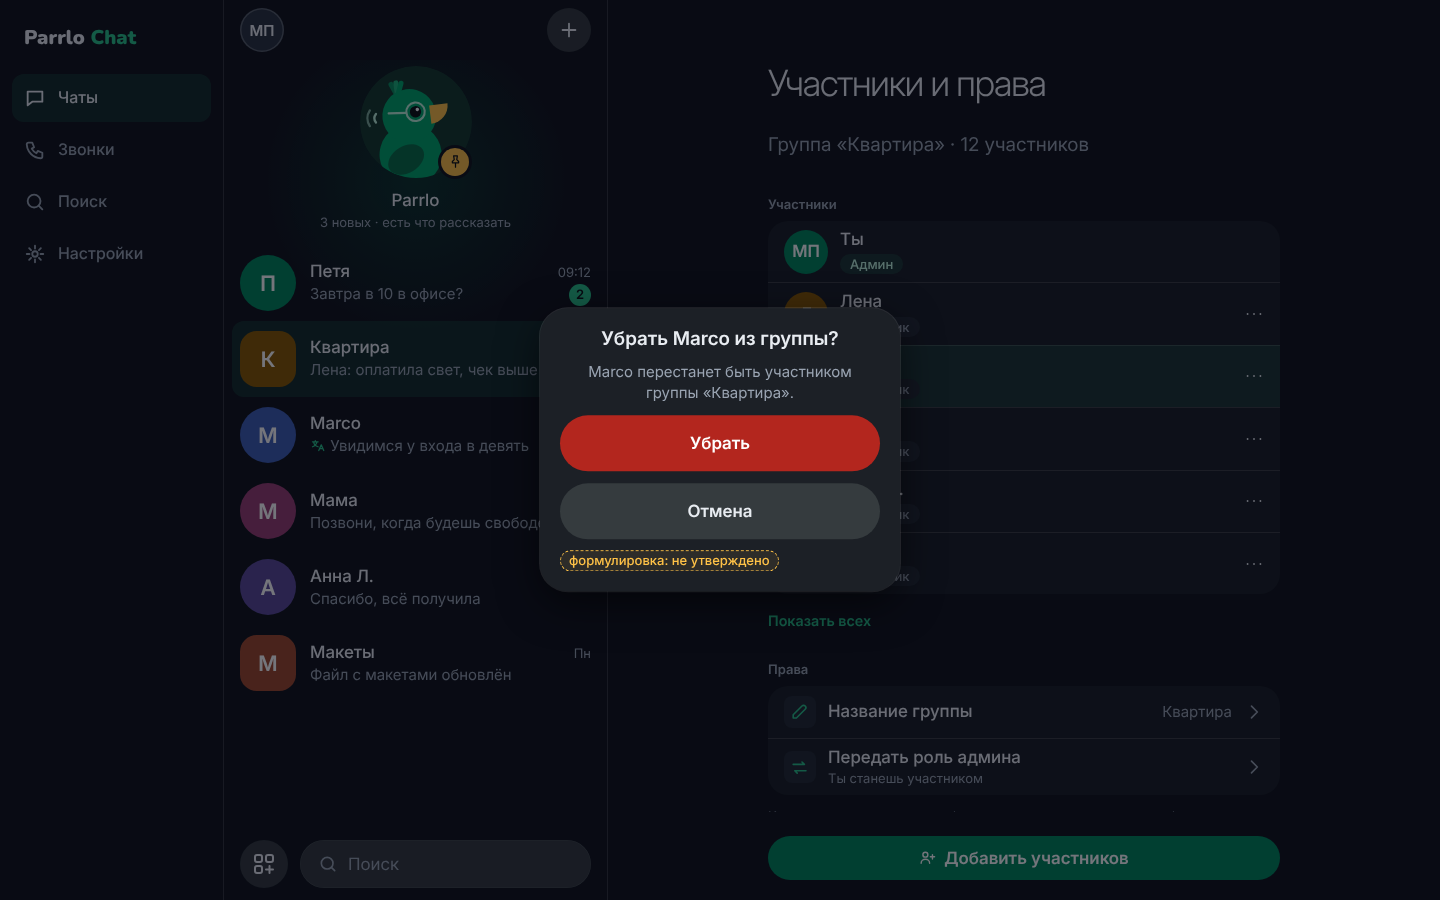 Parrlo Chat
Чаты
Звонки
Поиск
Настройки
МП
Parrlo
3 новых · есть что рассказать
П
Петя
09:12
Завтра в 10 в офисе?
2
К
Квартира
Лена: оплатила свет, чек выше
M
Marco
Увидимся у входа в девять
М
Мама
Позвони, когда будешь свобод
А
Анна Л.
Спасибо, всё получила
М
Макеты
Пн
Файл с макетами обновлён
Поиск
Участники и права
Группа «Квартира» · 12 участников
Участники
МП
Ты
Админ
Лена
Убрать Marco из группы?
Marco перестанет быть участником
группы «Квартира».
Убрать
Отмена
формулировка: не утверждено
Показать всех
Права
Название группы
Квартира
Передать роль админа
Ты станешь участником
Добавить участников